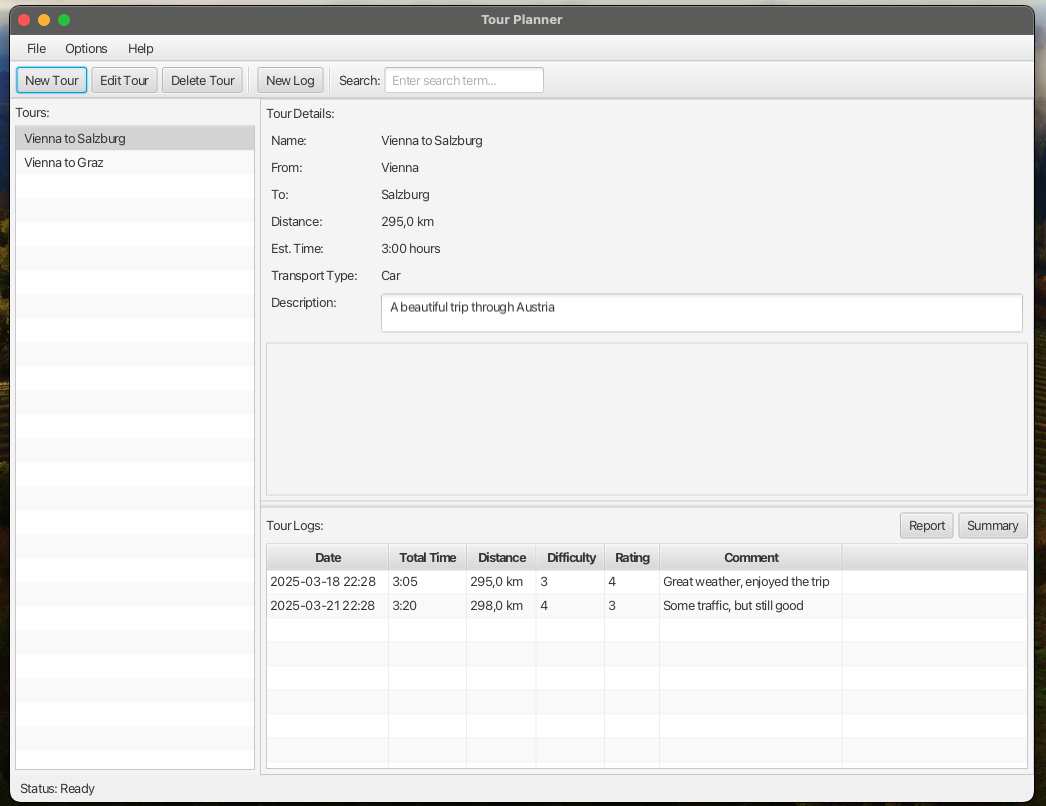 Tour Planner
File Options Help
New Tour Edit Tour Delete Tour New Log Search: Enter search term...
Tours:
Vienna to Salzburg
Vienna to Graz
Tour Details:
Name: Vienna to Salzburg
From: Vienna
To: Salzburg
Distance: 295,0 km
Est. Time: 3:00 hours
Transport Type: Car
Description: A beautiful trip through Austria
Tour Logs: Report Summary
Date Total Time Distance Difficulty Rating Comment
2025-03-18 22:28 3:05 295,0 km 3 4 Great weather, enjoyed the trip
2025-03-21 22:28 3:20 298,0 km 4 3 Some traffic, but still good
Status: Ready